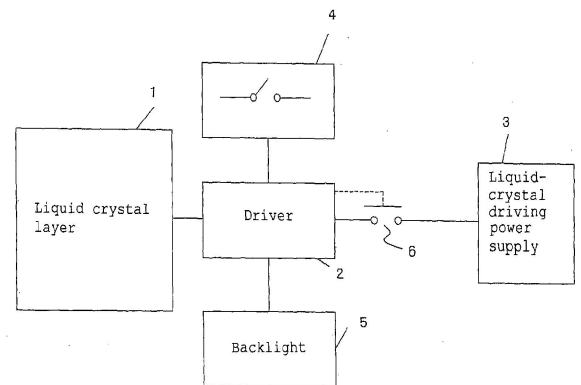 4
1
3
Liquid crystal
layer
Driver
Liquid-
crystal
driving
power
supply
6
2
5
Backlight